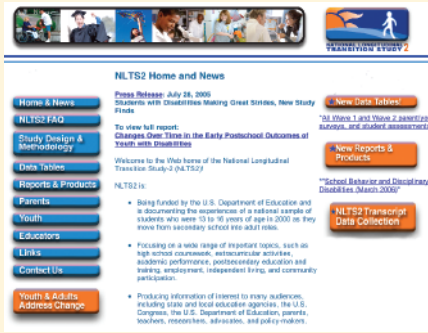 NATIONAL LONGITUDINAL
TRANSITION STUDY 2
NLTS2 Home and News
Press Release: July 28, 2005
Students with Disabilities Making Great Strides, New Study
Finds
To view full report:
Changes Over Time in the Early Postschool Outcomes of
Youth with Disabilities
Welcome to the Web home of the National Longitudinal
Transition Study-2 (NLTS2)!
NLTS2 is:
Being funded by the U.S. Department of Education and
is documenting the experiences of a national sample of
students who were 13 to 16 years of age in 2000 as they
move from secondary school into adult roles.
Focusing on a wide range of important topics, such as
high school coursework, extracurricular activities,
academic performance, postsecondary education and
training, employment, independent living, and community
participation.
Producing information of interest to many audiences,
including state and local education agencies, the U.S.
Congress, the U.S. Department of Education, parents,
teachers, researchers, advocates, and policy-makers.
Home & News
NLTS2 FAQ
Study Design &
Methodology
Data Tables
Reports & Products
Parents
Youth
Educators
Links
Contact Us
Youth & Adults
Address Change
New Data Tables!
*All Wave 1 and Wave 2 parent/yo
surveys, and student assessments
New Reports &
Products
*"School Behavior and Disciplinary
Disabilities (March 2006)"
NLTS2 Transcript
Data Collection